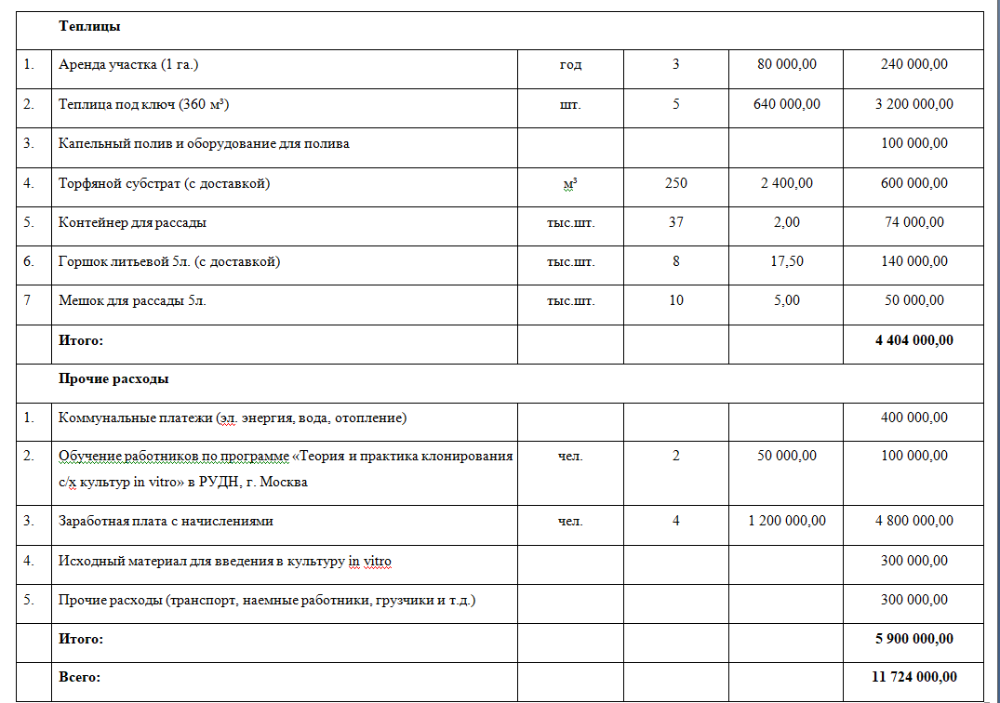 Теплицы
1. Аренда участка (1 га.) год 3 80 000,00 240 000,00
2. Теплица под ключ (360 м³) шт. 5 640 000,00 3 200 000,00
3. Капельный полив и оборудование для полива 100 000,00
4. Торфяной субстрат (с доставкой) м³ 250 2 400,00 600 000,00
5. Контейнер для рассады тыс.шт. 37 2,00 74 000,00
6. Горшок литьевой 5л. (с доставкой) тыс.шт. 8 17,50 140 000,00
7 Мешок для рассады 5л. тыс.шт. 10 5,00 50 000,00
Итого: 4 404 000,00
Прочие расходы
1. Коммунальные платежи (эл. энергия, вода, отопление) 400 000,00
2. Обучение работников по программе «Теория и практика клонирования чел. 2 50 000,00 100 000,00
с/х культур in vitro» в РУДН, г. Москва
3. Заработная плата с начислениями чел. 4 1 200 000,00 4 800 000,00
4. Исходный материал для введения в культуру in vitro 300 000,00
5. Прочие расходы (транспорт, наемные работники, грузчики и т.д.) 300 000,00
Итого: 5 900 000,00
Всего: 11 724 000,00